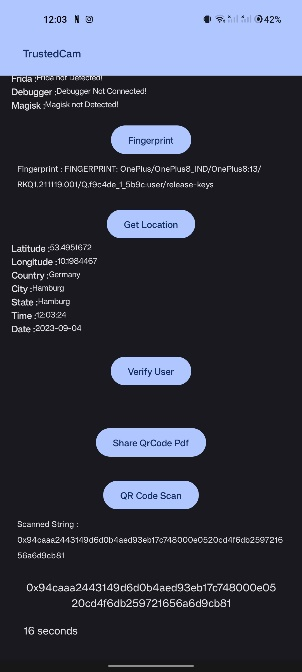 12:03
42%
TrustedCam
Frida :Frida not Detected!
Debugger :Debugger Not Connected!
Magisk :Magisk not Detected!
Fingerprint
Fingerprint : FINGERPRINT: OnePlus/OnePlus8_IND/OnePlus8:13/
RKQ1.211119.001/Q.f9c4de_1_5b9c:user/release-keys
Get Location
Latitude :53.4951672
Longitude :10.1984467
Country :Germany
City :Hamburg
State :Hamburg
Time :12:03:24
Date :2023-09-04
Verify User
Share QrCode Pdf
QR Code Scan
Scanned String :
0x94caaa2443149d6d0b4aed93eb17c748000e0520cd4f6db2597216
56a6d9cb81
0x94caaa2443149d6d0b4aed93eb17c748000e05
20cd4f6db259721656a6d9cb81
16 seconds